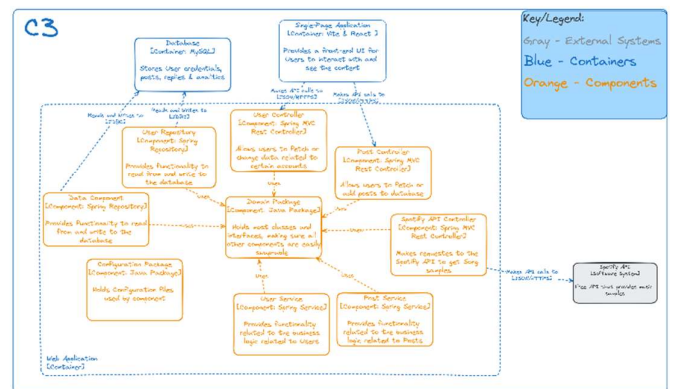 C3
Key/Legend:
Gray - External Systems
Blue - Containers
Orange - Components
Database
[Container: MySQL]
Stores User credentials,
posts, replies & analitics
Single-Page Application
[Container: Vite & React ]
Provides a front-end UI for
Users to interact with and
see the content
Makes API calls to
[JSON/HTTPS]
Makes API calls to
[JSON/HTTPS]
Reads and Writes to
[JDBC]
Reads and Writes to
[JDBC]
User Repository
[Component: Spring
Repository]
Provides functionality to
read from and write to
the database
User Controller
[Component: Spring MVC
Rest Controller]
Allows users to Fetch or
change data related to
certain accounts
Post Controller
[Component: Spring MVC
Rest Controller]
Allows users to Fetch or
add posts to database
Data Component
[Component: Spring Repository]
Provides Functionality to read
from and write to the
database
Uses
Uses
Uses
Uses
Domain Package
[Component: Java Package]
Holds most classes and
interfaces, making sure all
other components are easily
Uses
Spotify API Controller
[Component: Spring MVC
Rest Controller]
Makes requestes to the
Spotify API to get Song
samples
Makes API calls to
[JSON/HTTPS]
Spotify API
[Software System]
Configuration Package
[Component: Java Package]
Holds Configuration Files
used by component
Uses
Uses
User Service
[Component: Spring Service]
Provides functionality
related to the business
logic related to Users
Post Service
[Component: Spring Service]
Provides functionality
related to the business
logic related to Posts
Web Application
[Container]